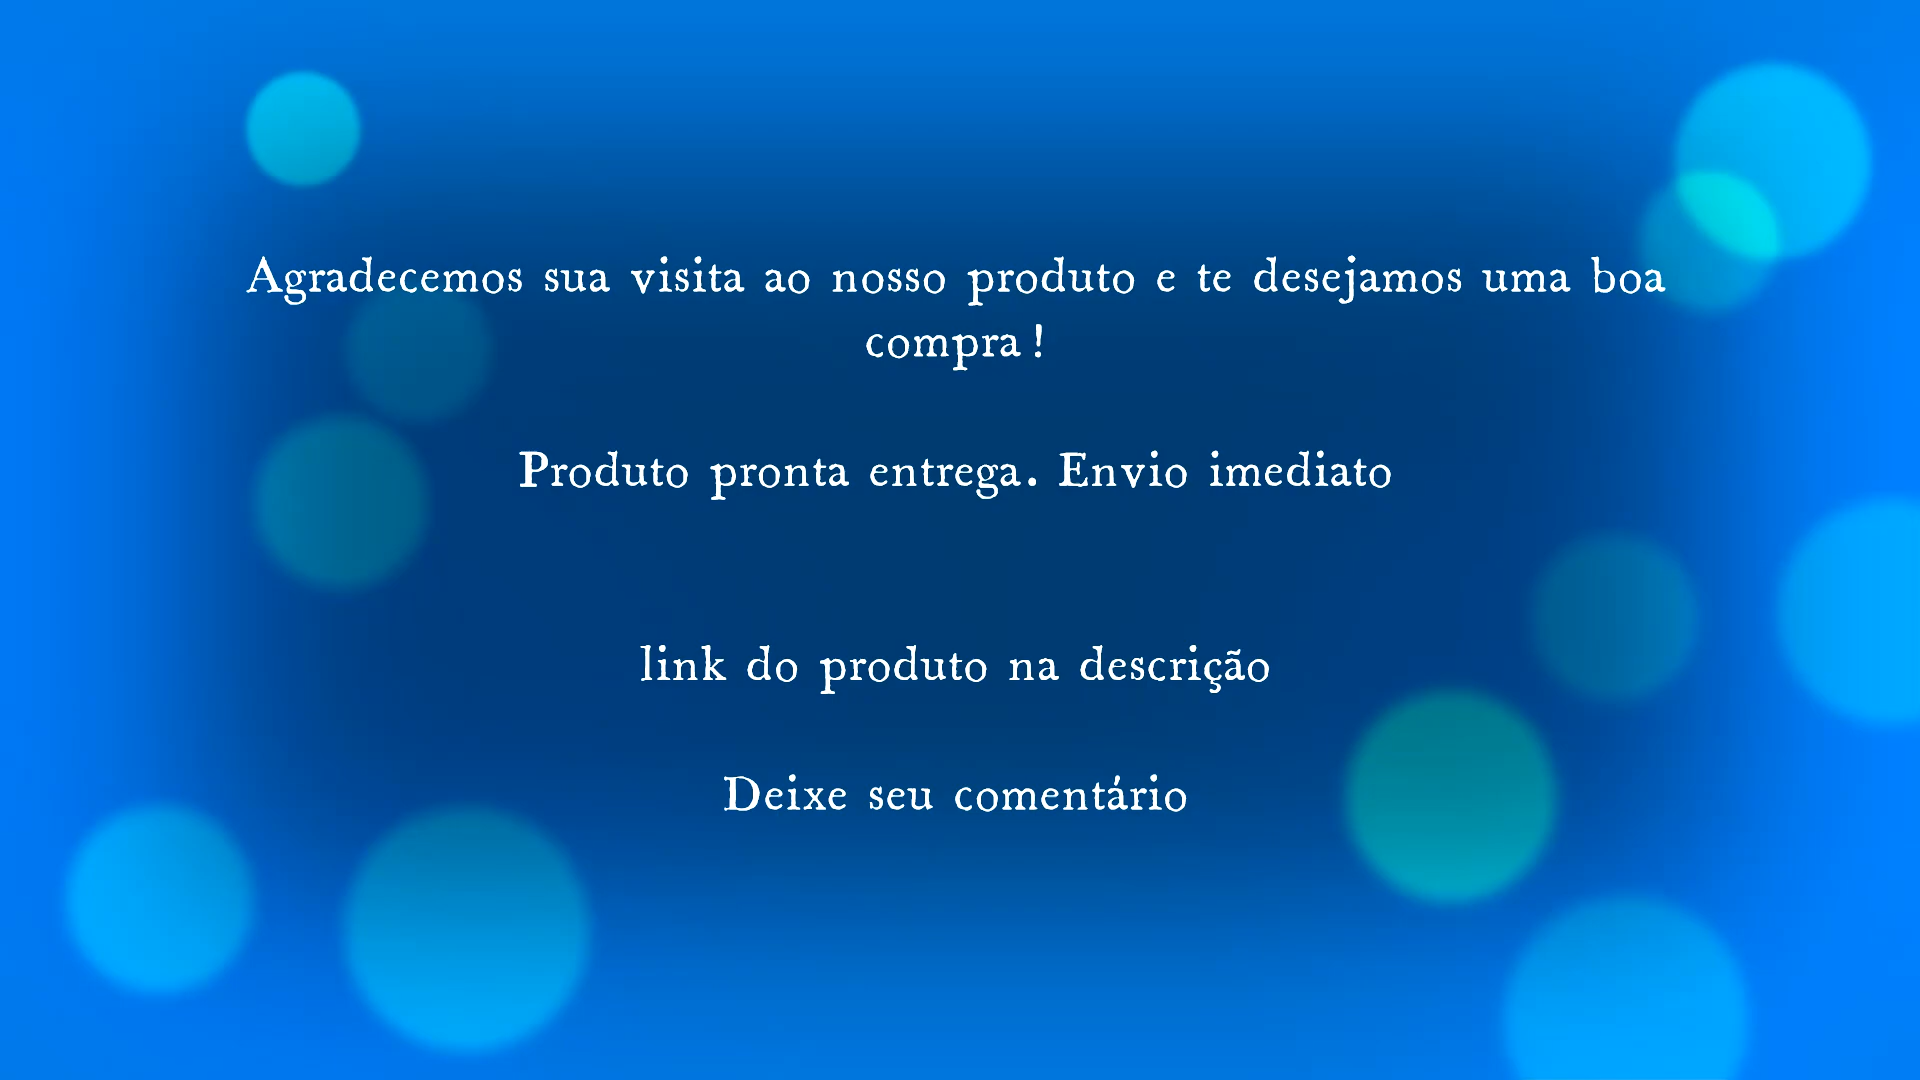 Agradecemos sua visita ao nosso produto e te desejamos uma boa
compra!
Produto pronta entrega. Envio imediato
link do produto na descrição
Deixe seu comentário